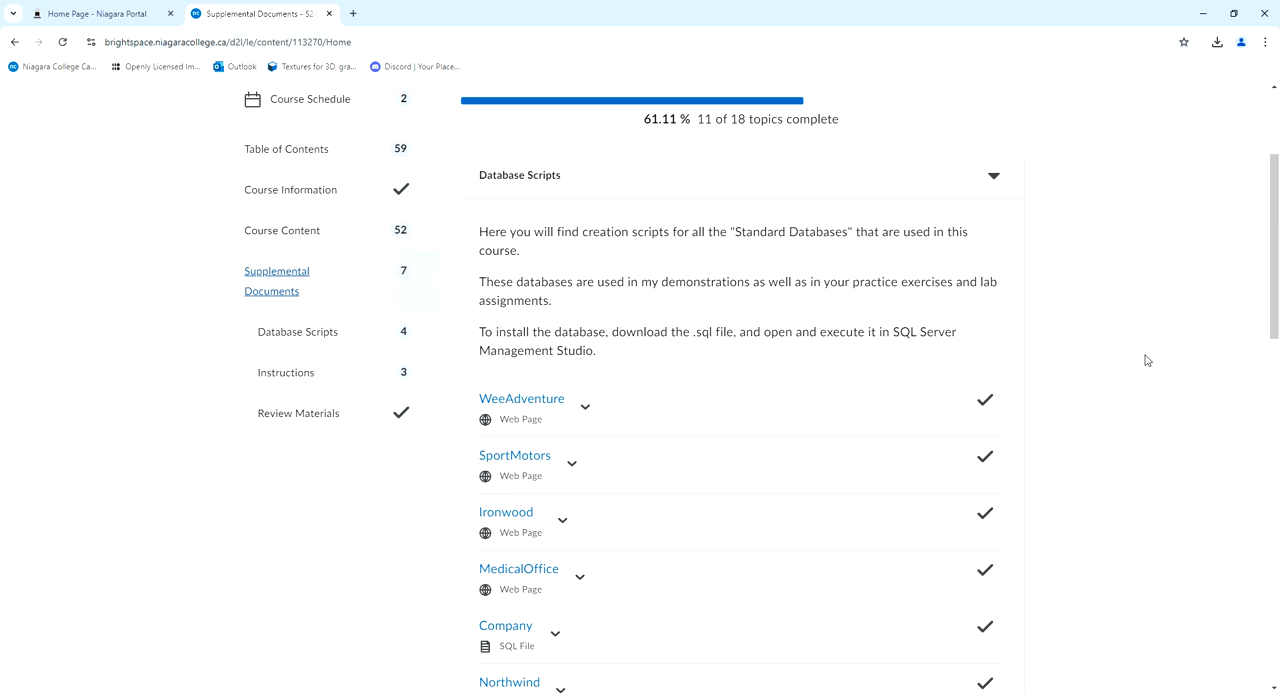 Home Page - Niagara Portal
Supplemental Documents - S2
brightspace.niagaracollege.ca/d2l/le/content/113270/Home
Niagara College Ca...
Openly Licensed Im...
Outlook
Textures for 3D, gra...
Discord | Your Place...
Course Schedule 2
Table of Contents 59
Course Information
Course Content 52
Supplemental 7
Documents
Database Scripts 4
Instructions 3
Review Materials
61.11 % 11 of 18 topics complete
Database Scripts
Here you will find creation scripts for all the "Standard Databases" that are used in this
course.
These databases are used in my demonstrations as well as in your practice exercises and lab
assignments.
To install the database, download the .sql file, and open and execute it in SQL Server
Management Studio.
WeeAdventure
Web Page
SportMotors
Web Page
Ironwood
Web Page
MedicalOffice
Web Page
Company
SQL File
Northwind